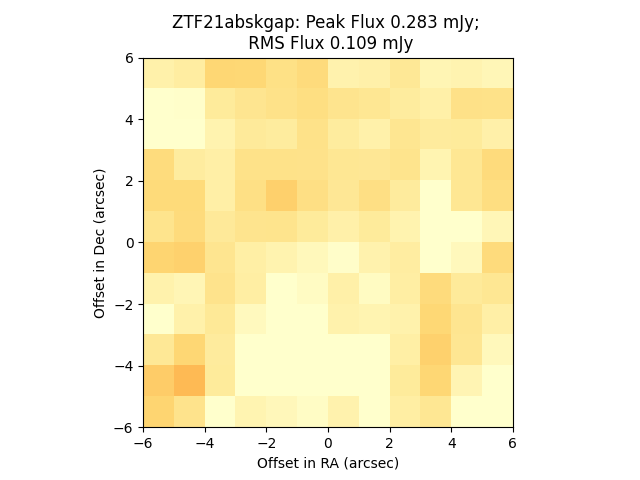 ZTF21abskgap: Peak Flux 0.283 mJy;
RMS Flux 0.109 mJy
6
4
2
0
−2
−4
−6
Offset in Dec (arcsec)
−6 −4 −2 0 2 4 6
Offset in RA (arcsec)